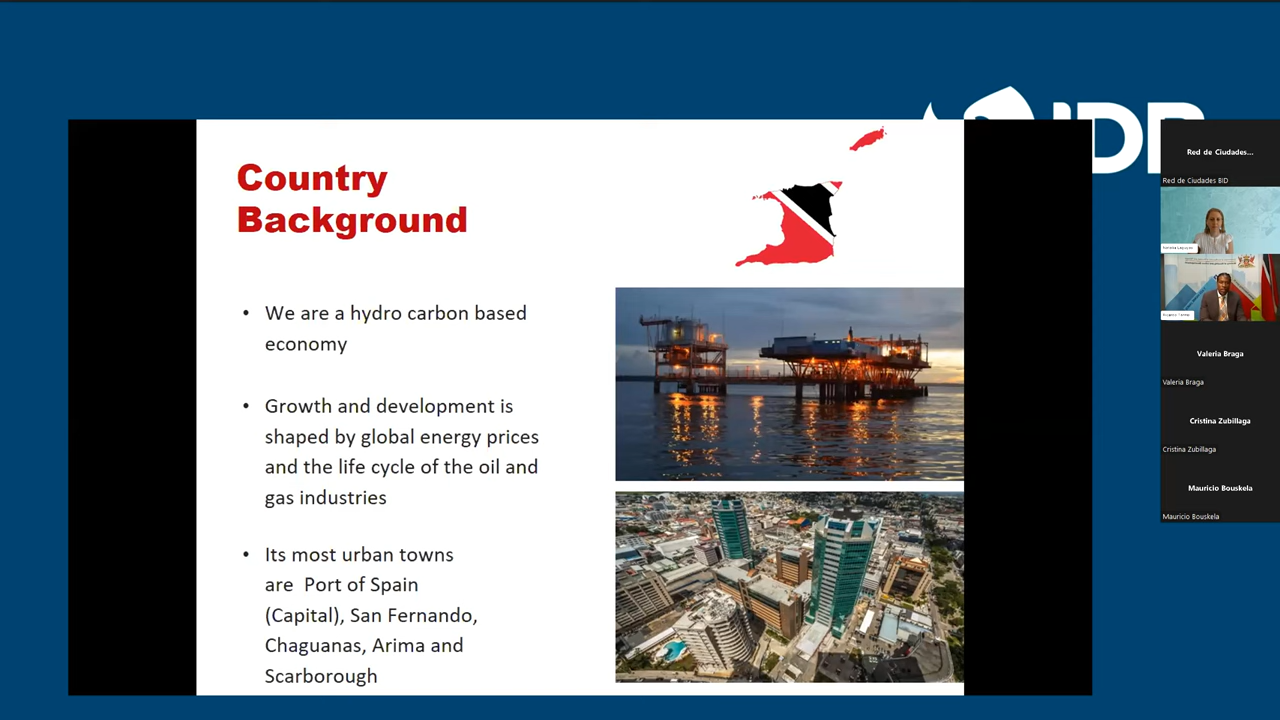 Country
Background
• We are a hydro carbon based
economy
• Growth and development is
shaped by global energy prices
and the life cycle of the oil and
gas industries
• Its most urban towns
are Port of Spain
(Capital), San Fernando,
Chaguanas, Arima and
Scarborough
IDB
Red de Ciudades...
Red de Ciudades BID
Valeria Braga
Valeria Braga
Cristina Zubillaga
Cristina Zubillaga
Mauricio Bouskela
Mauricio Bouskela